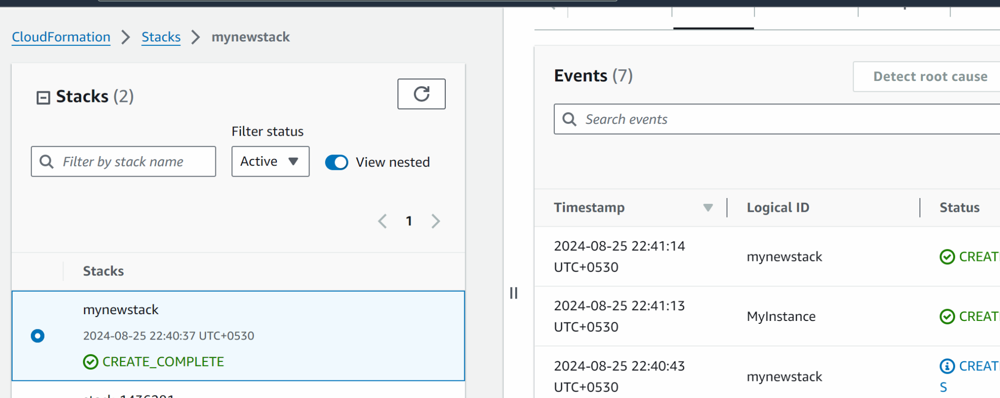 CloudFormation > Stacks > mynewstack
Stacks (2)
Filter status
Filter by stack name
Active
View nested
1
Stacks
mynewstack
2024-08-25 22:40:37 UTC+0530
CREATE_COMPLETE
Events (7)
Detect root cause
Search events
Timestamp Logical ID Status
2024-08-25 22:41:14
UTC+0530
mynewstack
CREAT
2024-08-25 22:41:13
UTC+0530
MyInstance
CREAT
2024-08-25 22:40:43
UTC+0530
mynewstack
CREAT
S